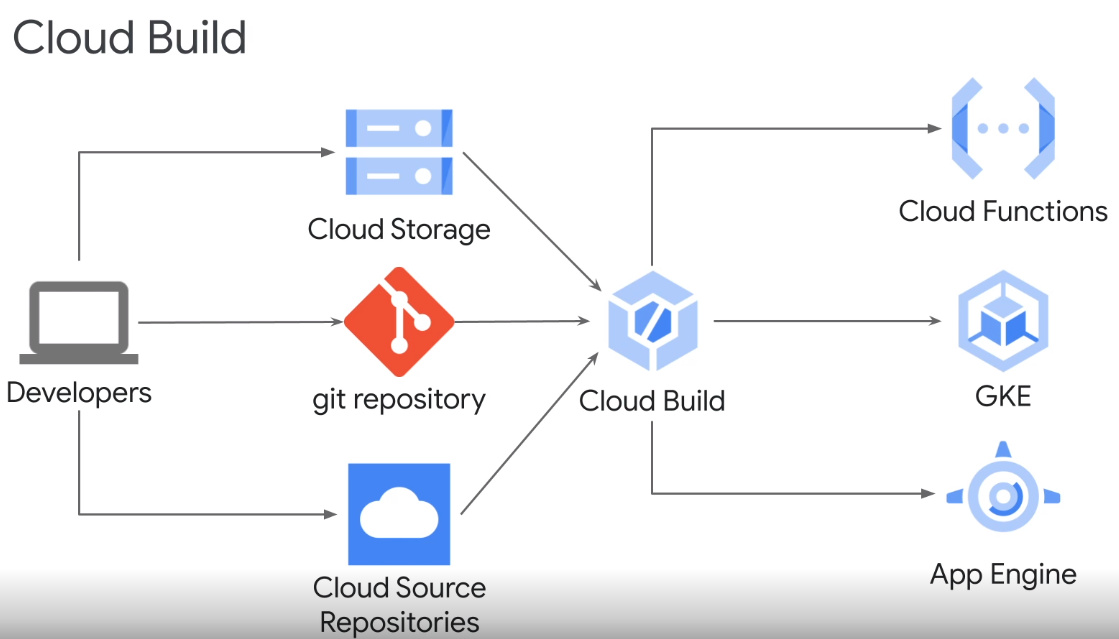 Cloud Build
Cloud Storage
Cloud Functions
Developers
git repository
Cloud Build
GKE
Cloud Source
Repositories
App Engine